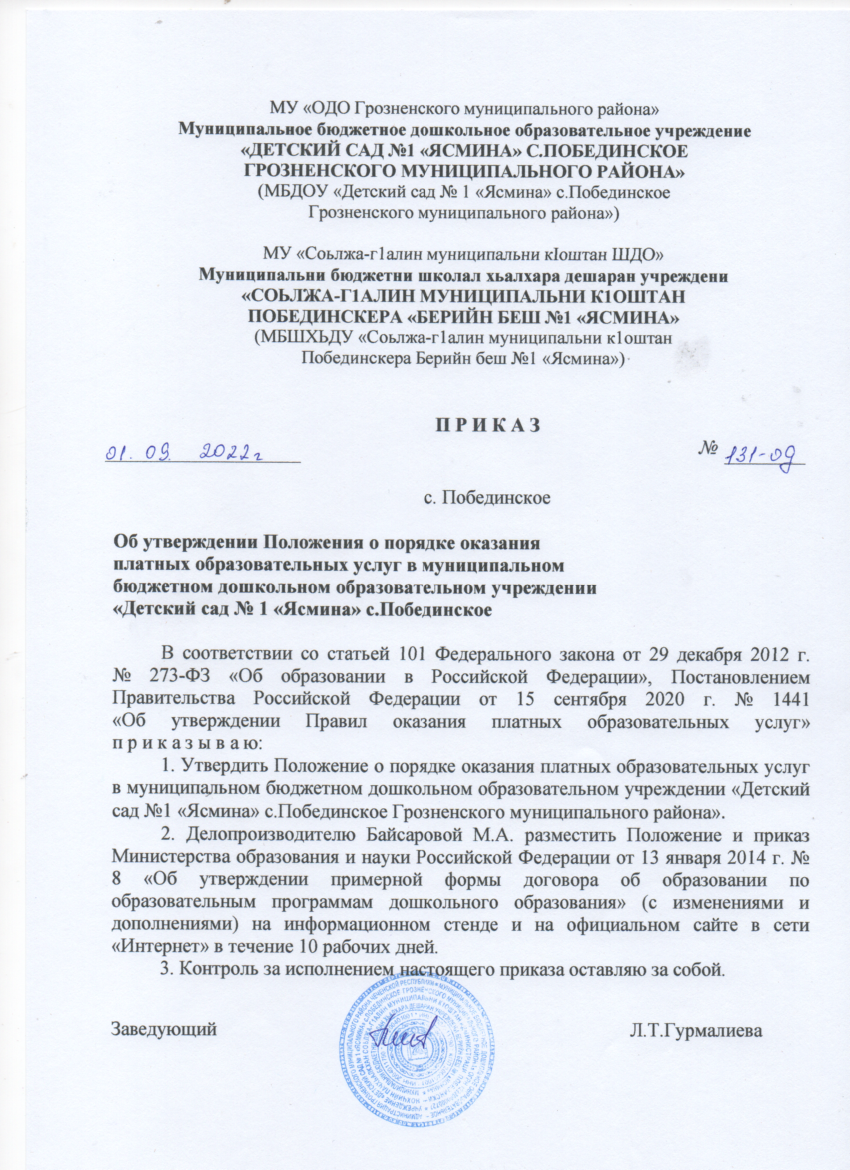 МУ «ОДО Грозненского муниципального района»
Муниципальное бюджетное дошкольное образовательное учреждение
«ДЕТСКИЙ САД №1 «ЯСМИНА» С.ПОБЕДИНСКОЕ
ГРОЗНЕНСКОГО МУНИЦИПАЛЬНОГО РАЙОНА»
(МБДОУ «Детский сад № 1 «Ясмина» с.Побединское
Грозненского муниципального района»)
МУ «Соьлжа-г1алин муниципальни кIоштан ШДО»
Муниципальни бюджетни школал хьалхара дешаран учреждени
«СОЬЛЖА-Г1АЛИН МУНИЦИПАЛЬНИ К1ОШТАН
ПОБЕДИНСКЕРА «БЕРИЙН БЕШ №1 «ЯСМИНА»
(МБШХЬДУ «Соьлжа-г1алин муниципальни к1оштан
Побединскера Берийн беш №1 «Ясмина»)
П Р И К А З
01. 09. 2022г № 131-09
с. Побединское
Об утверждении Положения о порядке оказания
платных образовательных услуг в муниципальном
бюджетном дошкольном образовательном учреждении
«Детский сад № 1 «Ясмина» с.Побединское
В соответствии со статьей 101 Федерального закона от 29 декабря 2012 г.
№ 273-ФЗ «Об образовании в Российской Федерации», Постановлением
Правительства Российской Федерации от 15 сентября 2020 г. № 1441
«Об утверждении Правил оказания платных образовательных услуг»
п р и к а з ы в а ю:
1. Утвердить Положение о порядке оказания платных образовательных услуг
в муниципальном бюджетном дошкольном образовательном учреждении «Детский
сад №1 «Ясмина» с.Побединское Грозненского муниципального района».
2. Делопроизводителю Байсаровой М.А. разместить Положение и приказ
Министерства образования и науки Российской Федерации от 13 января 2014 г. №
8 «Об утверждении примерной формы договора об образовании по
образовательным программам дошкольного образования» (с изменениями и
дополнениями) на информационном стенде и на официальном сайте в сети
«Интернет» в течение 10 рабочих дней.
3. Контроль за исполнением настоящего приказа оставляю за собой.
Заведующий Л.Т.Гурмалиева